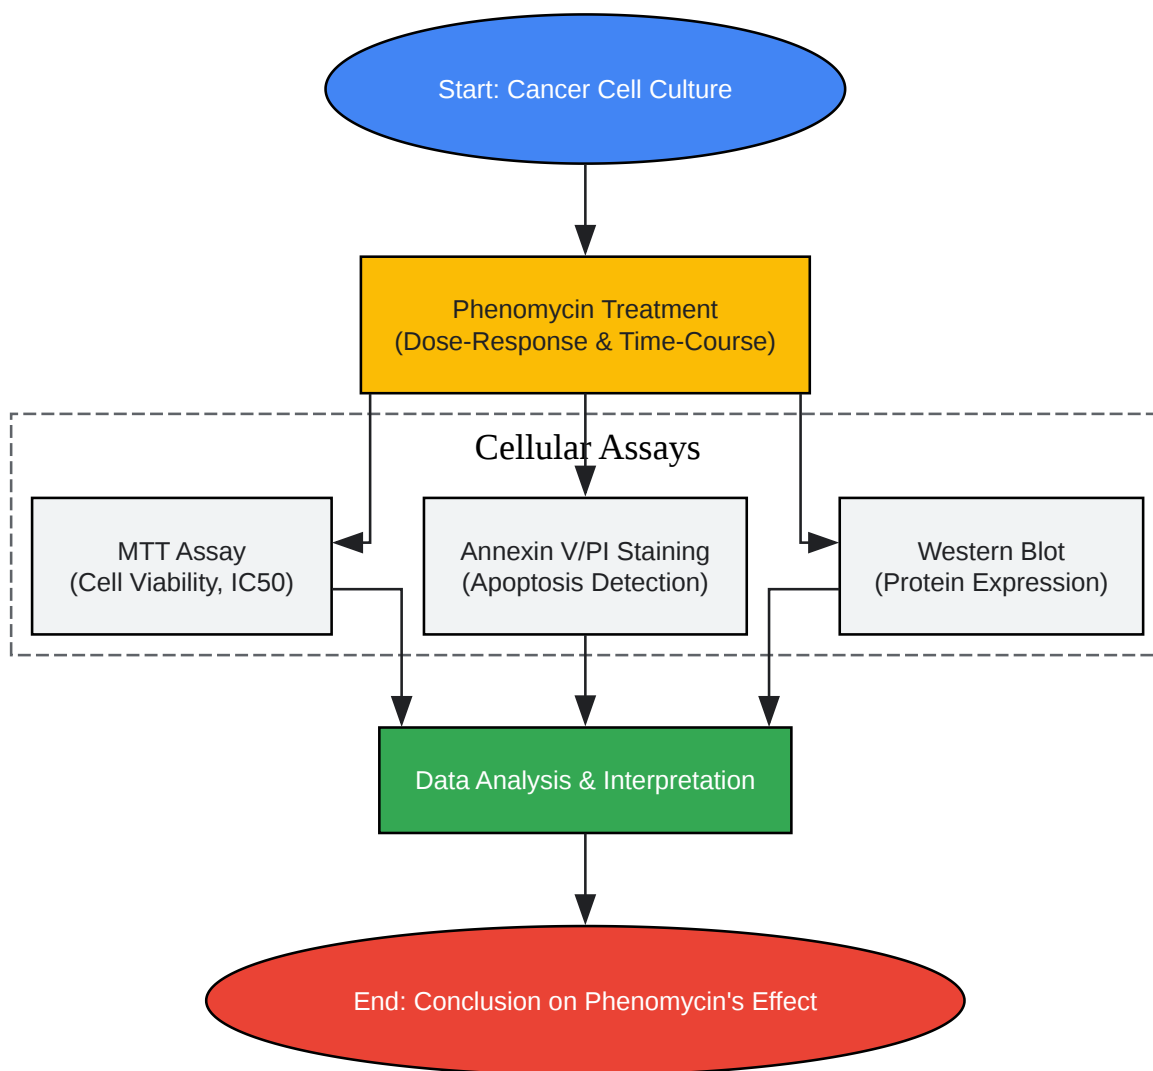 Start: Cancer Cell Culture
Phenomycin Treatment
(Dose-Response & Time-Course)
Cellular Assays
MTT Assay
(Cell Viability, IC50)
Annexin V/PI Staining
(Apoptosis Detection)
Western Blot
(Protein Expression)
Data Analysis & Interpretation
End: Conclusion on Phenomycin's Effect